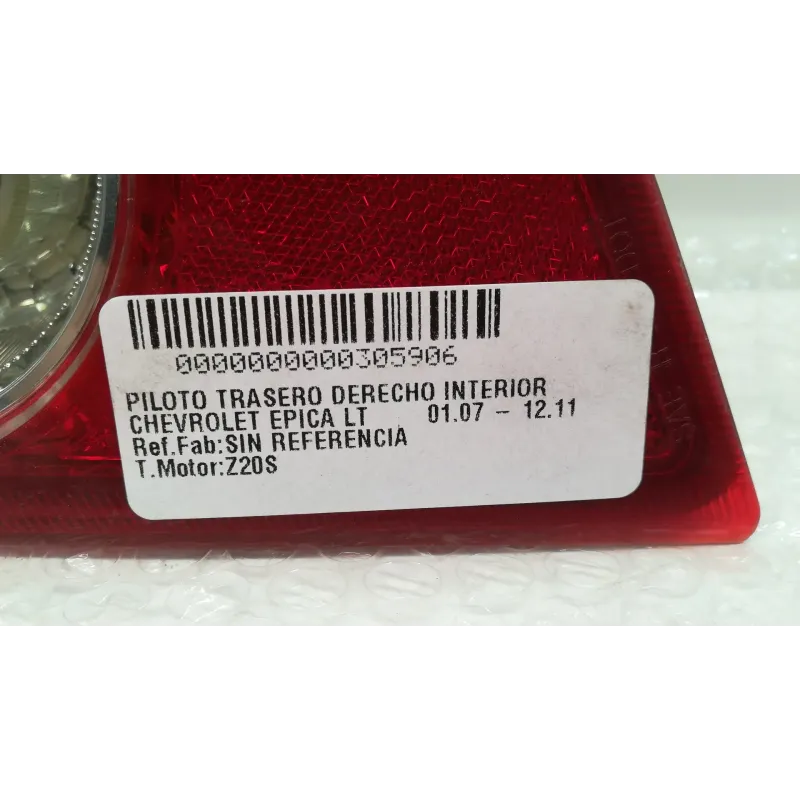 0000000000305906
PILOTO TRASERO DERECHO INTERIOR
CHEVROLET EPICA LT 01.07 - 12.11
Ref.Fab:SIN REFERENCIA
T.Motor:Z20S